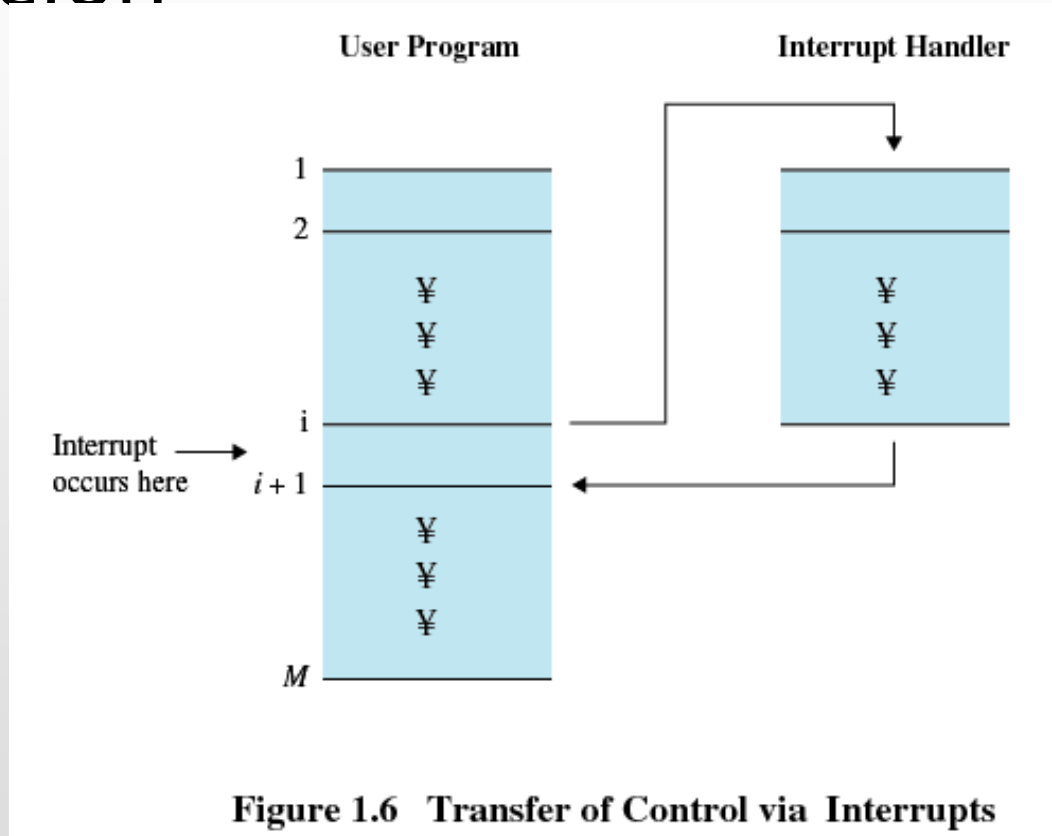 User Program
Interrupt Handler
1
2
¥
¥
¥
¥
¥
¥
i
Interrupt
occurs here
i + 1
¥
¥
¥
M
Figure 1.6 Transfer of Control via Interrupts